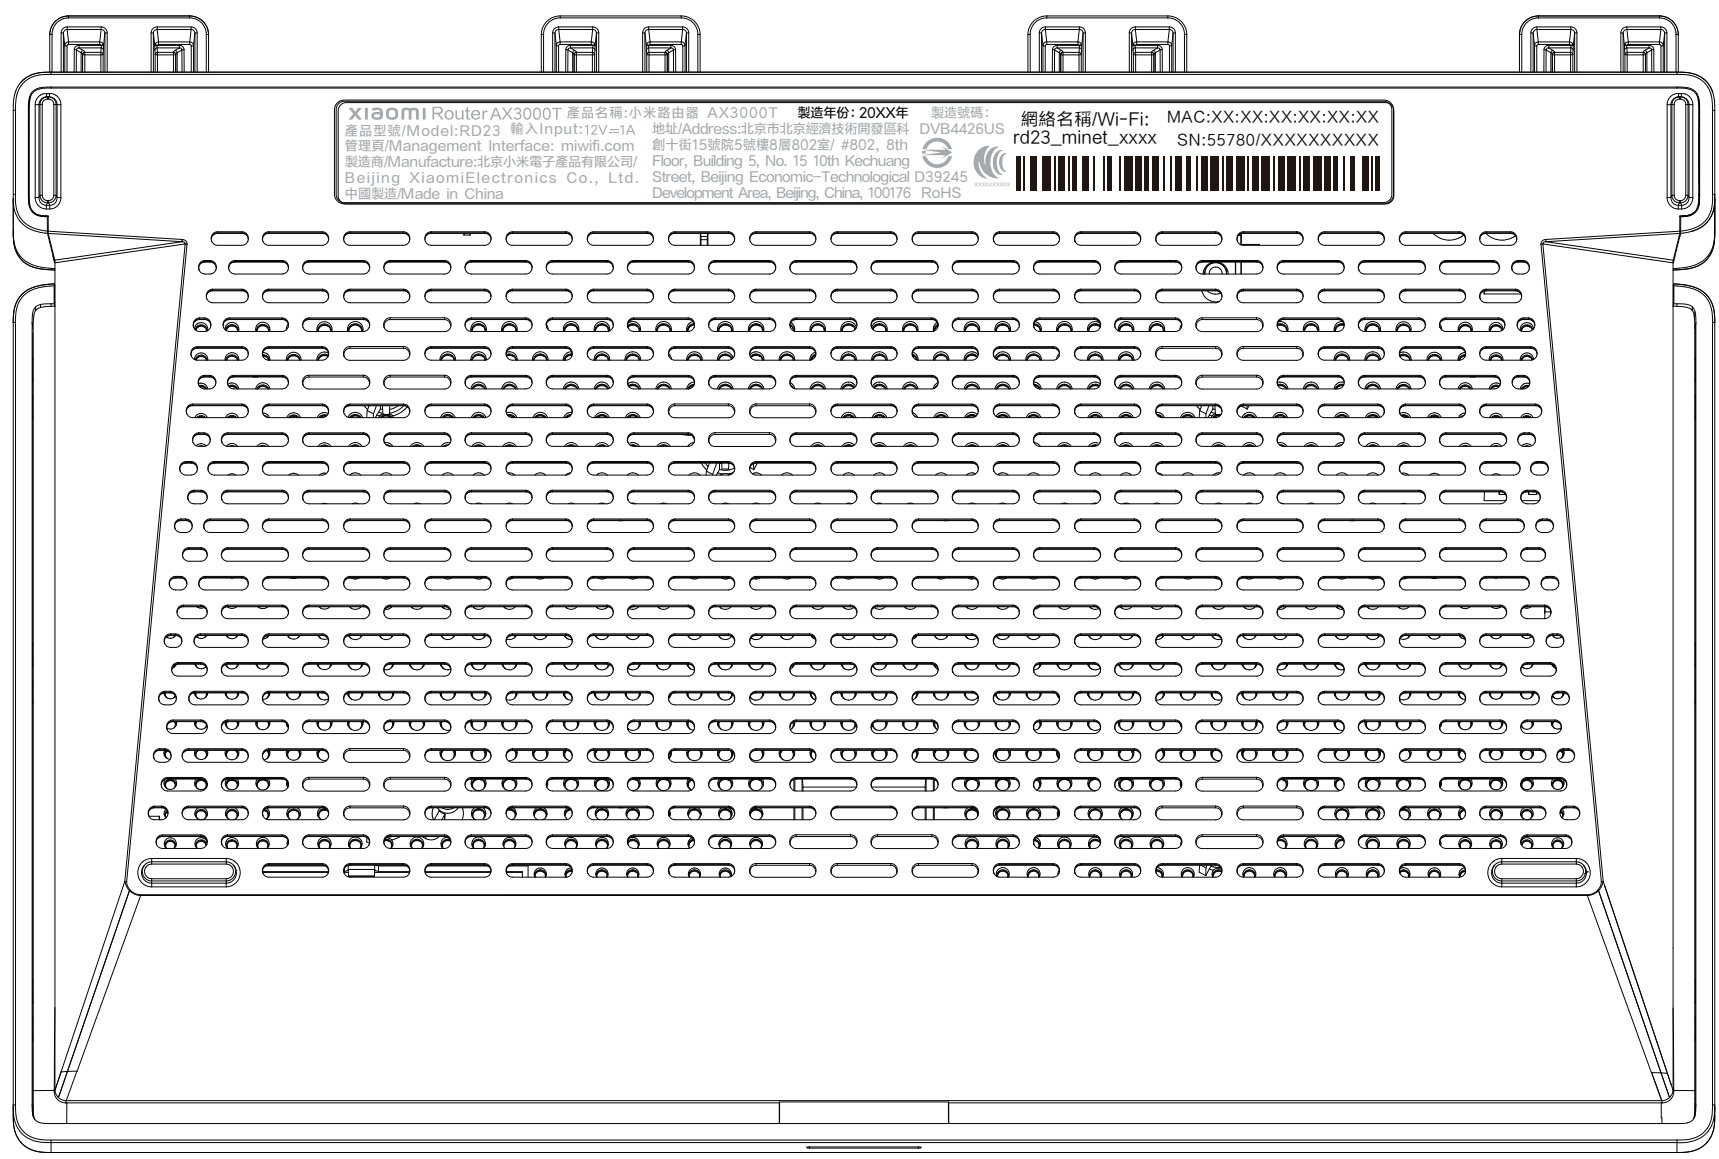 xiaomi Router AX3000T 產品名稱:小米路由器 AX3000T 製造年份: 20XX年
產品型號/Model:RD23 輸入Input:12V⎓1A
管理頁/Management Interface: miwifi.com
製造商/Manufacture:北京小米電子產品有限公司/
Beijing XiaomiElectronics Co., Ltd.
中國製造/Made in China
地址/Address:北京市北京經濟技術開發區科
創十街15號院5號樓8層802室/ #802, 8th
Floor, Building 5, No. 15 10th Kechuang
Street, Beijing Economic-Technological
Development Area, Beijing, China, 100176
製造號碼:
DVB4426US
D39245
RoHS
XXXXXXXXXX
網絡名稱/Wi-Fi:
rd23_minet_xxxx
MAC:XX:XX:XX:XX:XX:XX
SN:55780/XXXXXXXXXX